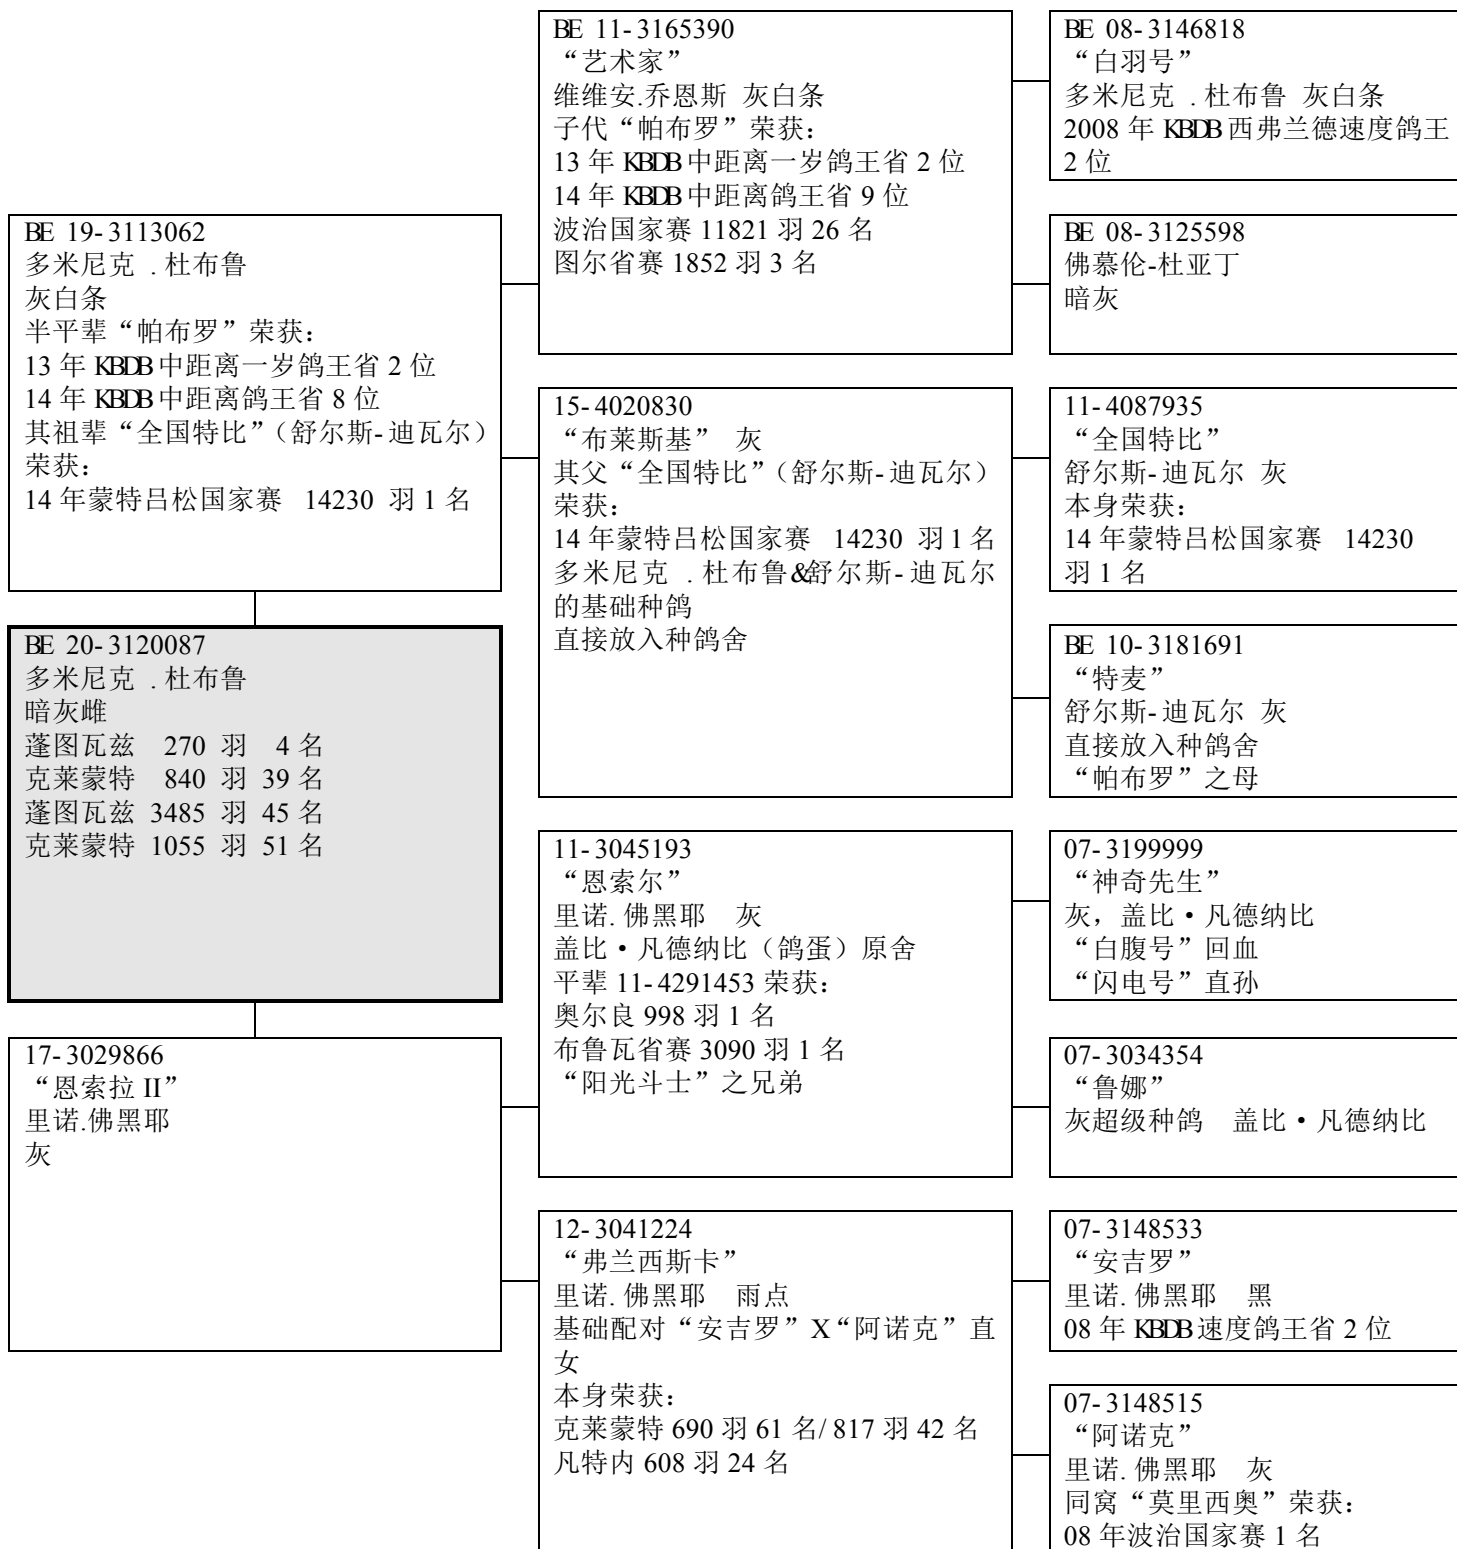 BE 19-3113062
多米尼克 . 杜布鲁
灰白条
半平辈“帕布罗”荣获：
13 年 KBDB 中距离一岁鸽王省 2 位
14 年 KBDB 中距离鸽王省 8 位
其祖辈“全国特比”（舒尔斯-迪瓦尔）
荣获：
14 年蒙特吕松国家赛 14230 羽 1 名
BE 20-3120087
多米尼克 . 杜布鲁
暗灰雌
蓬图瓦兹 270 羽 4 名
克莱蒙特 840 羽 39 名
蓬图瓦兹 3485 羽 45 名
克莱蒙特 1055 羽 51 名
17-3029866
“恩索拉 II”
里诺.佛黑耶
灰
BE 11-3165390
“艺术家”
维维安.乔恩斯 灰白条
子代“帕布罗”荣获：
13 年 KBDB 中距离一岁鸽王省 2 位
14 年 KBDB 中距离鸽王省 9 位
波治国家赛 11821 羽 26 名
图尔省赛 1852 羽 3 名
15-4020830
“布莱斯基” 灰
其父“全国特比”（舒尔斯-迪瓦尔）
荣获：
14 年蒙特吕松国家赛 14230 羽 1 名
多米尼克 . 杜布鲁&舒尔斯-迪瓦尔
的基础种鸽
直接放入种鸽舍
11-3045193
“恩索尔”
里诺.佛黑耶 灰
盖比·凡德纳比（鸽蛋）原舍
平辈 11-4291453 荣获：
奥尔良 998 羽 1 名
布鲁瓦省赛 3090 羽 1 名
“阳光斗士”之兄弟
12-3041224
“弗兰西斯卡”
里诺.佛黑耶 雨点
基础配对“安吉罗”X“阿诺克”直
女
本身荣获：
克莱蒙特 690 羽 61 名/817 羽 42 名
凡特内 608 羽 24 名
BE 08-3146818
“白羽号”
多米尼克 . 杜布鲁 灰白条
2008 年 KBDB 西弗兰德速度鸽王
2 位
BE 08-3125598
佛慕伦-杜亚丁
暗灰
11-4087935
“全国特比”
舒尔斯-迪瓦尔 灰
本身荣获：
14 年蒙特吕松国家赛 14230
羽 1 名
BE 10-3181691
“特麦”
舒尔斯-迪瓦尔 灰
直接放入种鸽舍
“帕布罗”之母
07-3199999
“神奇先生”
灰，盖比·凡德纳比
“白腹号”回血
“闪电号”直孙
07-3034354
“鲁娜”
灰超级种鸽 盖比·凡德纳比
07-3148533
“安吉罗”
里诺.佛黑耶 黑
08 年 KBDB 速度鸽王省 2 位
07-3148515
“阿诺克”
里诺.佛黑耶 灰
同窝“莫里西奥”荣获：
08 年波治国家赛 1 名